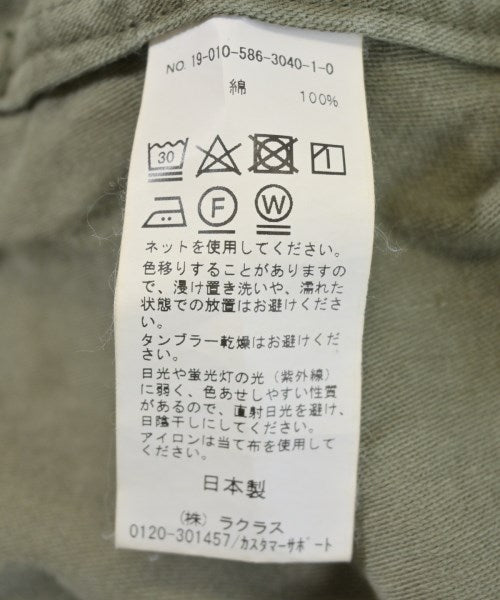 NO. 19-010-586-3040-1-0
綿 100%
30
F W
ネットを使用してください。
色移りすることがありますの
で、浸け置き洗いや、濡れた
状態での放置はお避けくださ
い。
タンブラー乾燥はお避けくだ
さい。
日光や蛍光灯の光（紫外線）
に弱く、色あせしやすい性質
があるので、直射日光を避け、
日陰干しにしてください。
アイロンは当て布を使用して
ください。
日本製
（株）ラクラス
0120-301457/カスタマーサポート